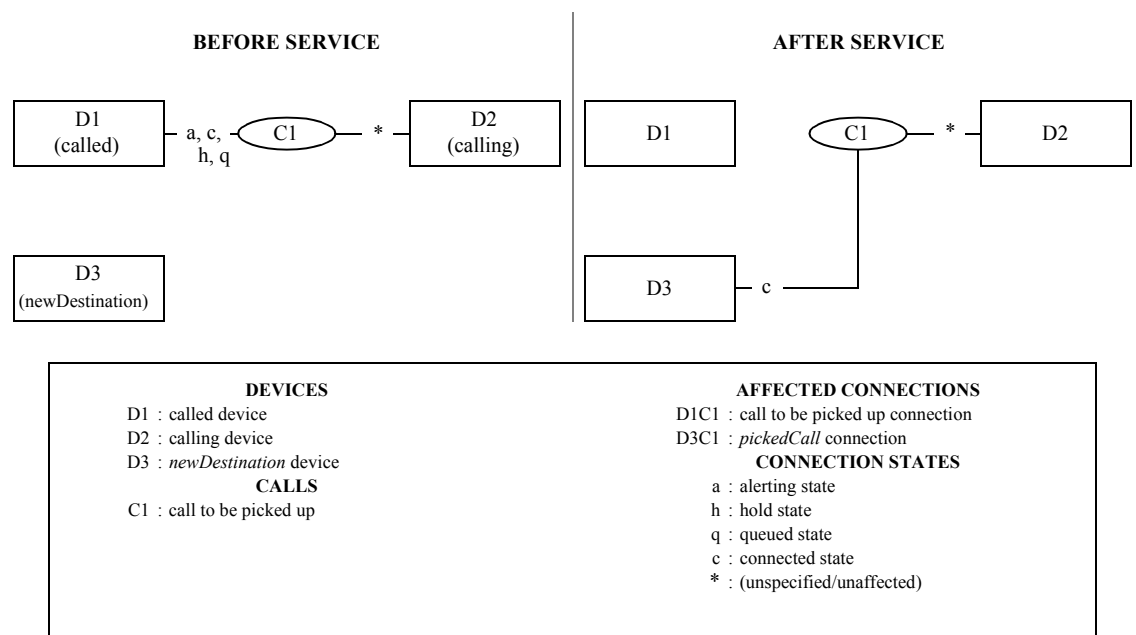 BEFORE SERVICE
D1
(called)
a, c,
h, q
C1
*
D2
(calling)
D3
(newDestination)
AFTER SERVICE
D1
C1
*
D2
D3
c
DEVICES
D1 : called device
D2 : calling device
D3 : newDestination device
CALLS
C1 : call to be picked up
AFFECTED CONNECTIONS
D1C1 : call to be picked up connection
D3C1 : pickedCall connection
CONNECTION STATES
a : alerting state
h : hold state
q : queued state
c : connected state
* : (unspecified/unaffected)